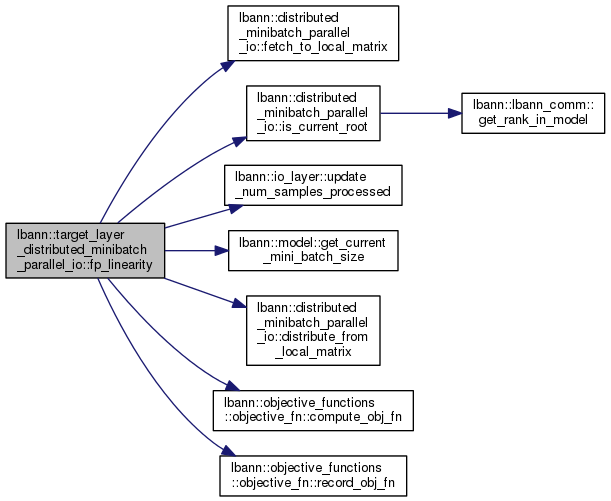 lbann::distributed
_minibatch_parallel
_io::fetch_to_local_matrix
lbann::distributed
_minibatch_parallel
_io::is_current_root
lbann::lbann_comm::
get_rank_in_model
lbann::io_layer::update
_num_samples_processed
lbann::target_layer
_distributed_minibatch
_parallel_io::fp_linearity
lbann::model::get_current
_mini_batch_size
lbann::distributed
_minibatch_parallel
_io::distribute_from
_local_matrix
lbann::objective_functions
::objective_fn::compute_obj_fn
lbann::objective_functions
::objective_fn::record_obj_fn